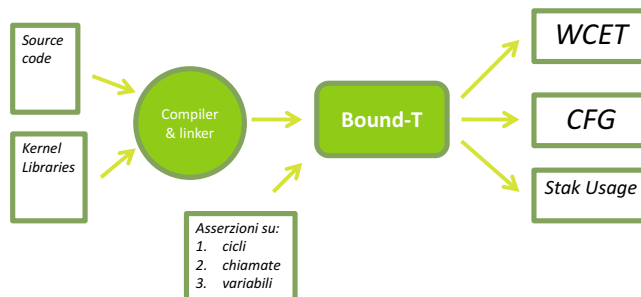 Source
code
Kernel
Libraries
Compiler
& linker
Asserzioni su:
1. cicli
2. chiamate
3. variabili
Bound-T
WCET
CFG
Stak Usage